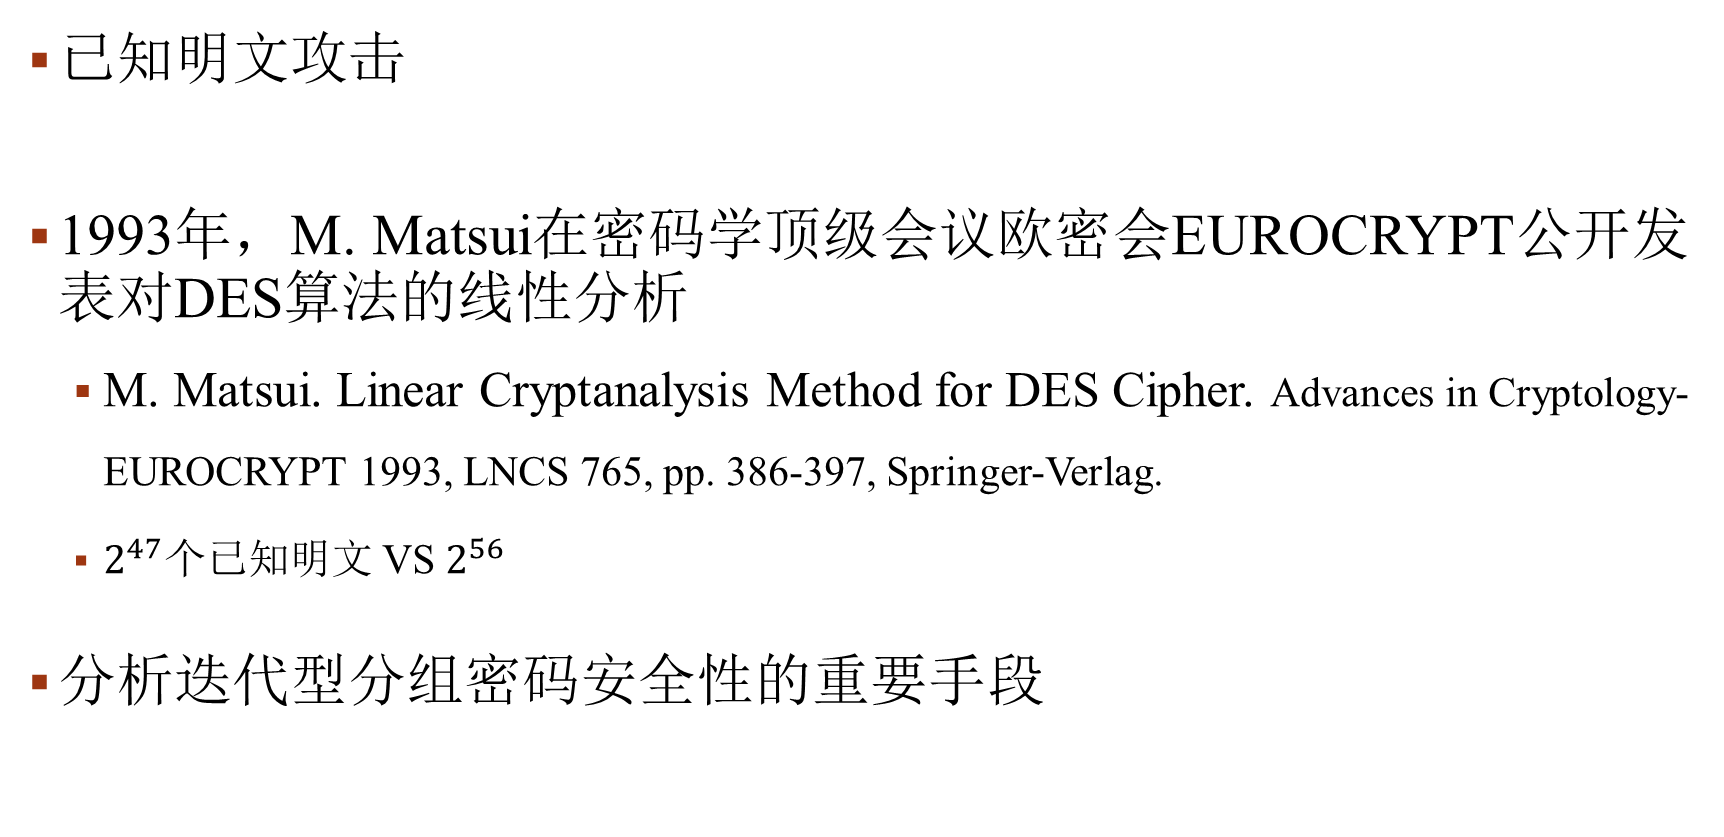 ▪ 已知明文攻击
▪ 1993年，M. Matsui在密码学顶级会议欧密会EUROCRYPT公开发
表对DES算法的线性分析
▪ M. Matsui. Linear Cryptanalysis Method for DES Cipher. Advances in Cryptology-
EUROCRYPT 1993, LNCS 765, pp. 386-397, Springer-Verlag.
▪ 2⁴⁷个已知明文 VS 2⁵⁶
▪ 分析迭代型分组密码安全性的重要手段